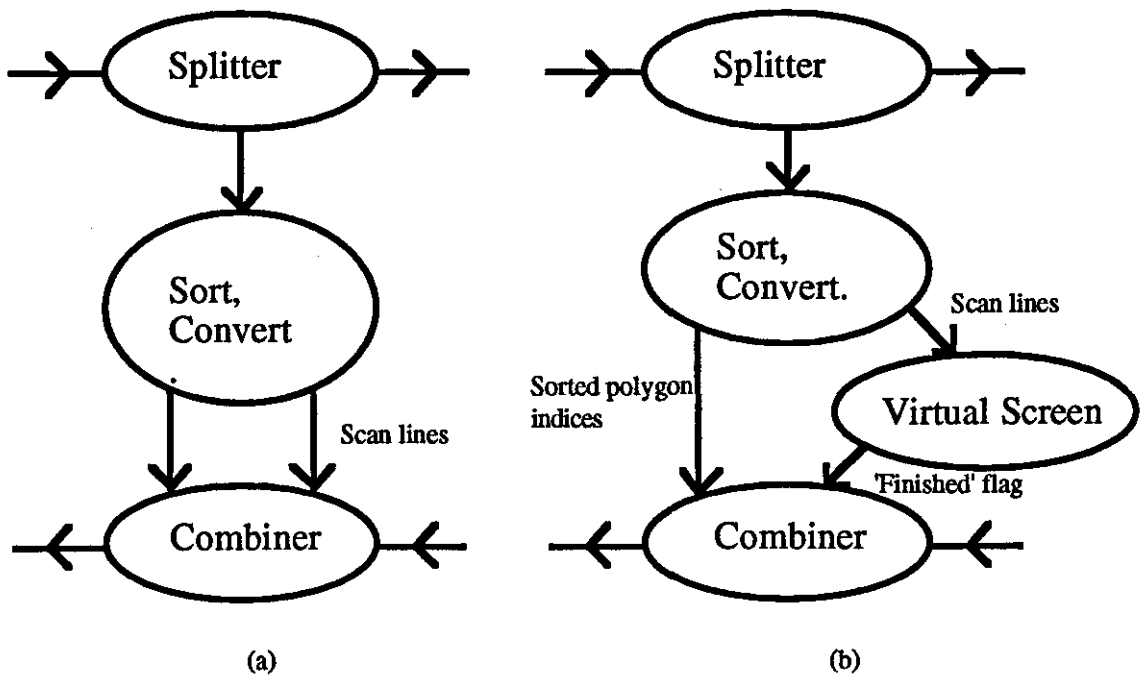 Splitter
Sort,
Convert
Scan lines
Combiner
(a)
Splitter
Sort,
Convert.
Scan lines
Sorted polygon
indices
Virtual Screen
'Finished' flag
Combiner
(b)